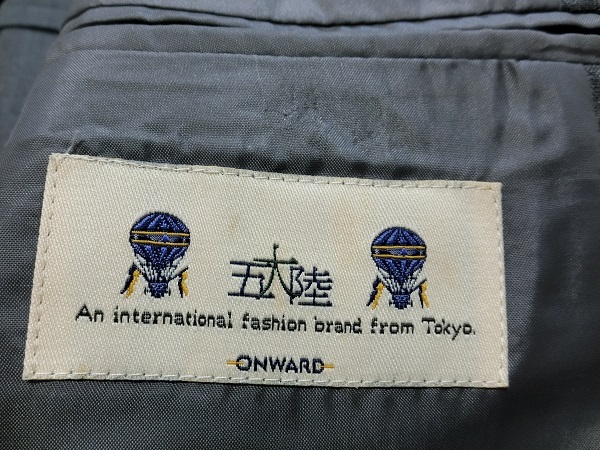 五大陸
An international fashion brand from Tokyo.
ONWARD